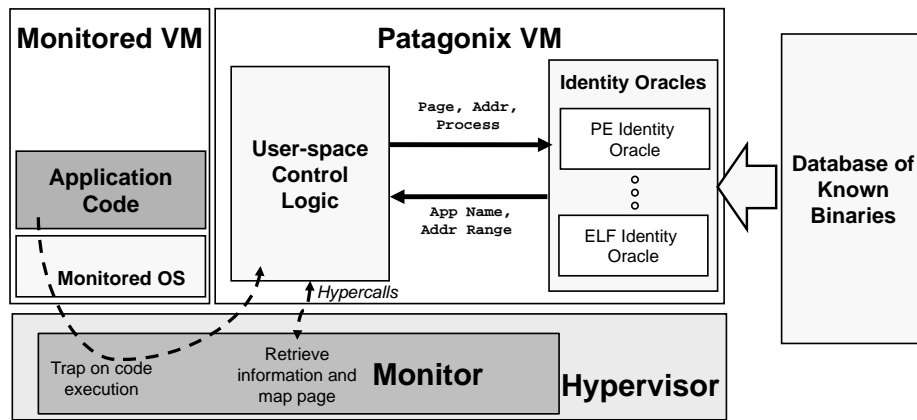 Monitored VM
Patagonix VM
Application
Code
Monitored OS
User-space
Control
Logic
Page, Addr,
Process
App Name,
Addr Range
Identity Oracles
PE Identity
Oracle
ELF Identity
Oracle
Database of
Known
Binaries
Hypercalls
Trap on code
execution
Retrieve
information and
map page
Monitor
Hypervisor